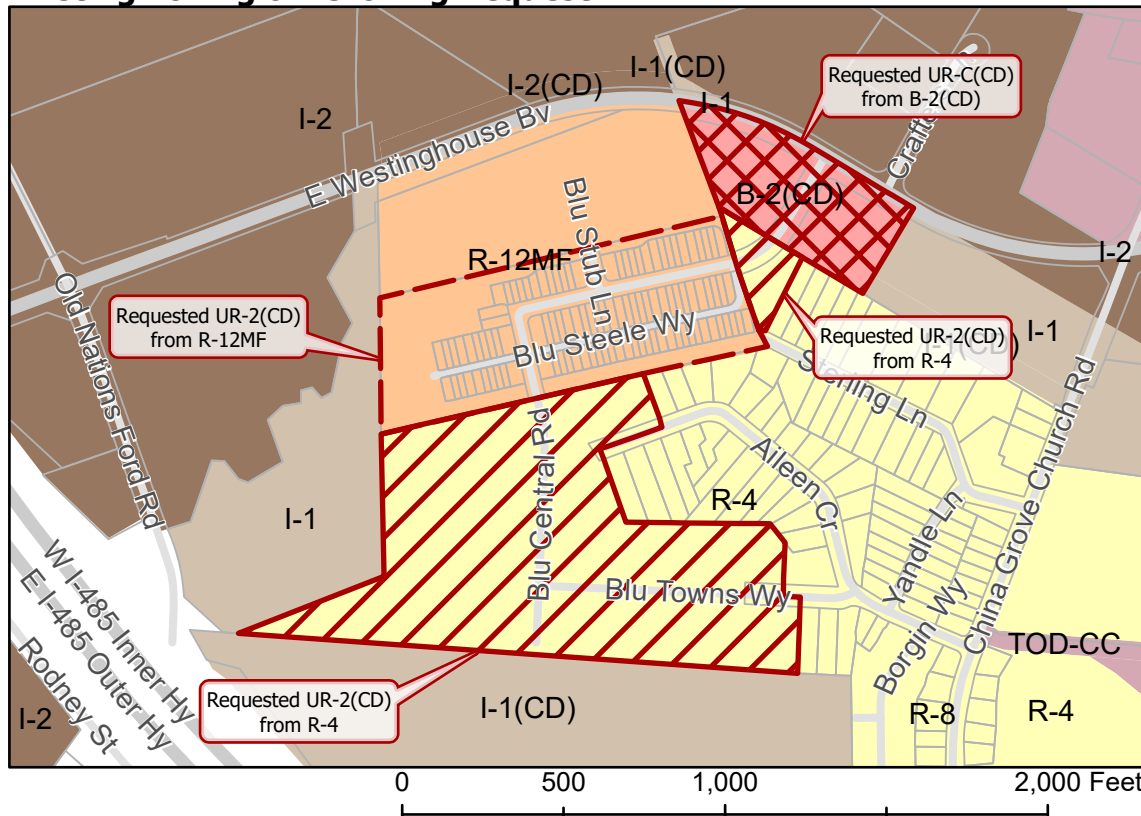 I-1(CD)
I-2(CD)
I-1
Requested UR-C(CD)
from B-2(CD)
I-2
E Westinghouse Bv
B-2(CD)
Blu Stub Ln
R-12MF
I-2
Old Nations Ford Rd
Requested UR-2(CD)
from R-12MF
Blu Steele Wy
Requested UR-2(CD)
from R-4
I-1
Sterling Ln
China Grove Church Rd
Aileen Cr
R-4
Blu Central Rd
I-1
Yandle Ln
W I-485 Inner Hy
E I-485 Outer Hy
Rodney St
Blu Towns Wy
Borgin Wy
TOD-CC
Requested UR-2(CD)
from R-4
I-1(CD)
I-2
R-8
R-4
0 500 1,000 2,000 Feet